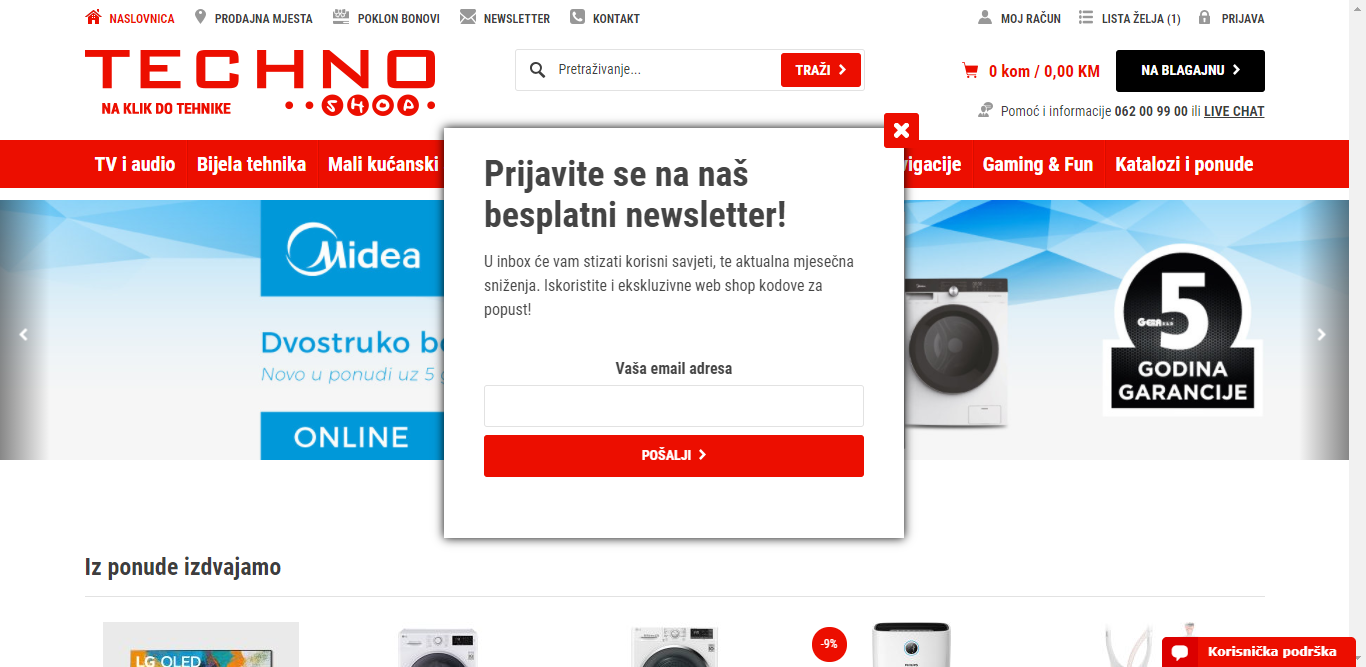 NASLOVNICA
PRODAJNA MJESTA
POKLON BONOVI
NEWSLETTER
KONTAKT
MOJ RAČUN
LISTA ŽELJA (1)
PRIJAVA
TECHNO
SHOP
NA KLIK DO TEHNIKE
Pretraživanje...
TRAŽI
0 kom / 0,00 KM
NA BLAGAJNU
Pomoć i informacije 062 00 99 00 ili LIVE CHAT
TV i audio
Bijela tehnika
Mali kućanski
Gaming & Fun
Katalozi i ponude
Prijavite se na naš
besplatni newsletter!
U inbox će vam stizati korisni savjeti, te aktualna mjesečna
sniženja. Iskoristite i ekskluzivne web shop kodove za
popust!
Vaša email adresa
POŠALJI
Midea
Dvostruko
Novo u ponudi uz 5
ONLINE
5
GODINA
GARANCIJE
Iz ponude izdvajamo
LG OLED
-9%
PHILIPS
Korisnička podrška